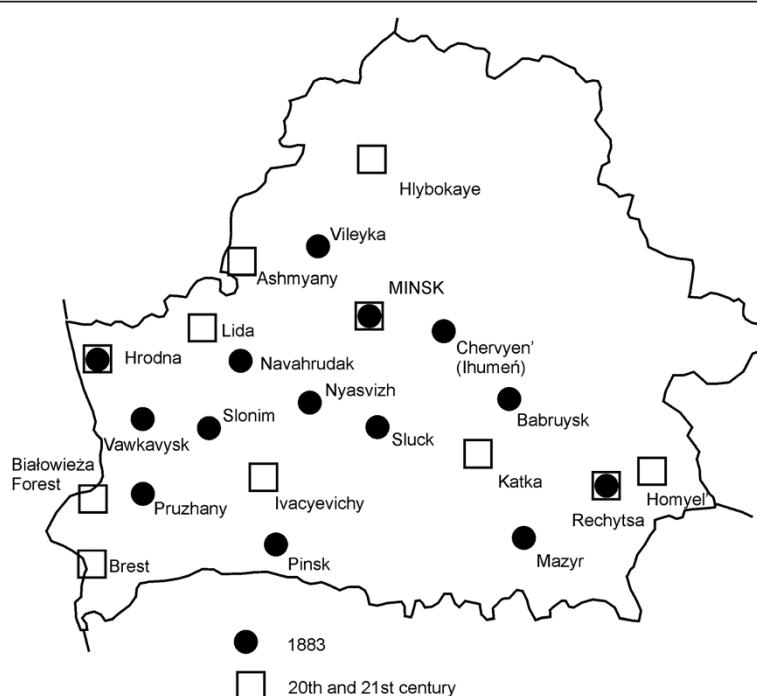 Hlybokaye
Vileyka
Ashmyany
MINSK
Lida
Chervyen'
(Ihumeń)
Hrodna
Navahrudak
Nyasvizh
Babruysk
Slonim
Vawkavysk
Sluck
Białowieża
Forest
Katka
Homyel'
Pruzhany
Ivacyevichy
Rechytsa
Mazyr
Brest
Pinsk
1883
20th and 21st century